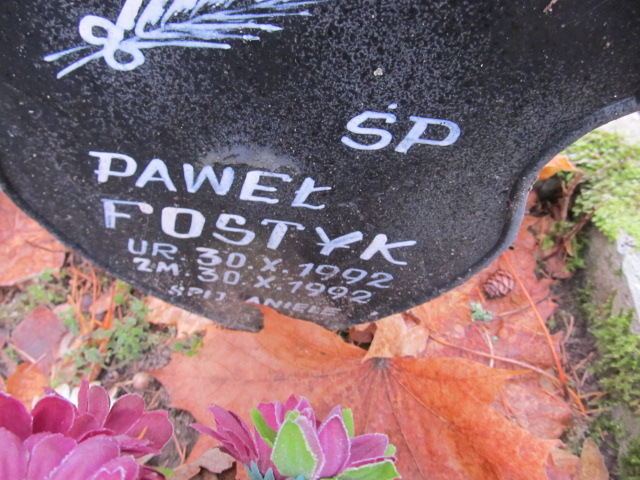 ŚP
PAWEŁ
FOSTYK
UR. 30. X. 1992
ZM. 30. X. 1992
ŚPIJ ANIELE